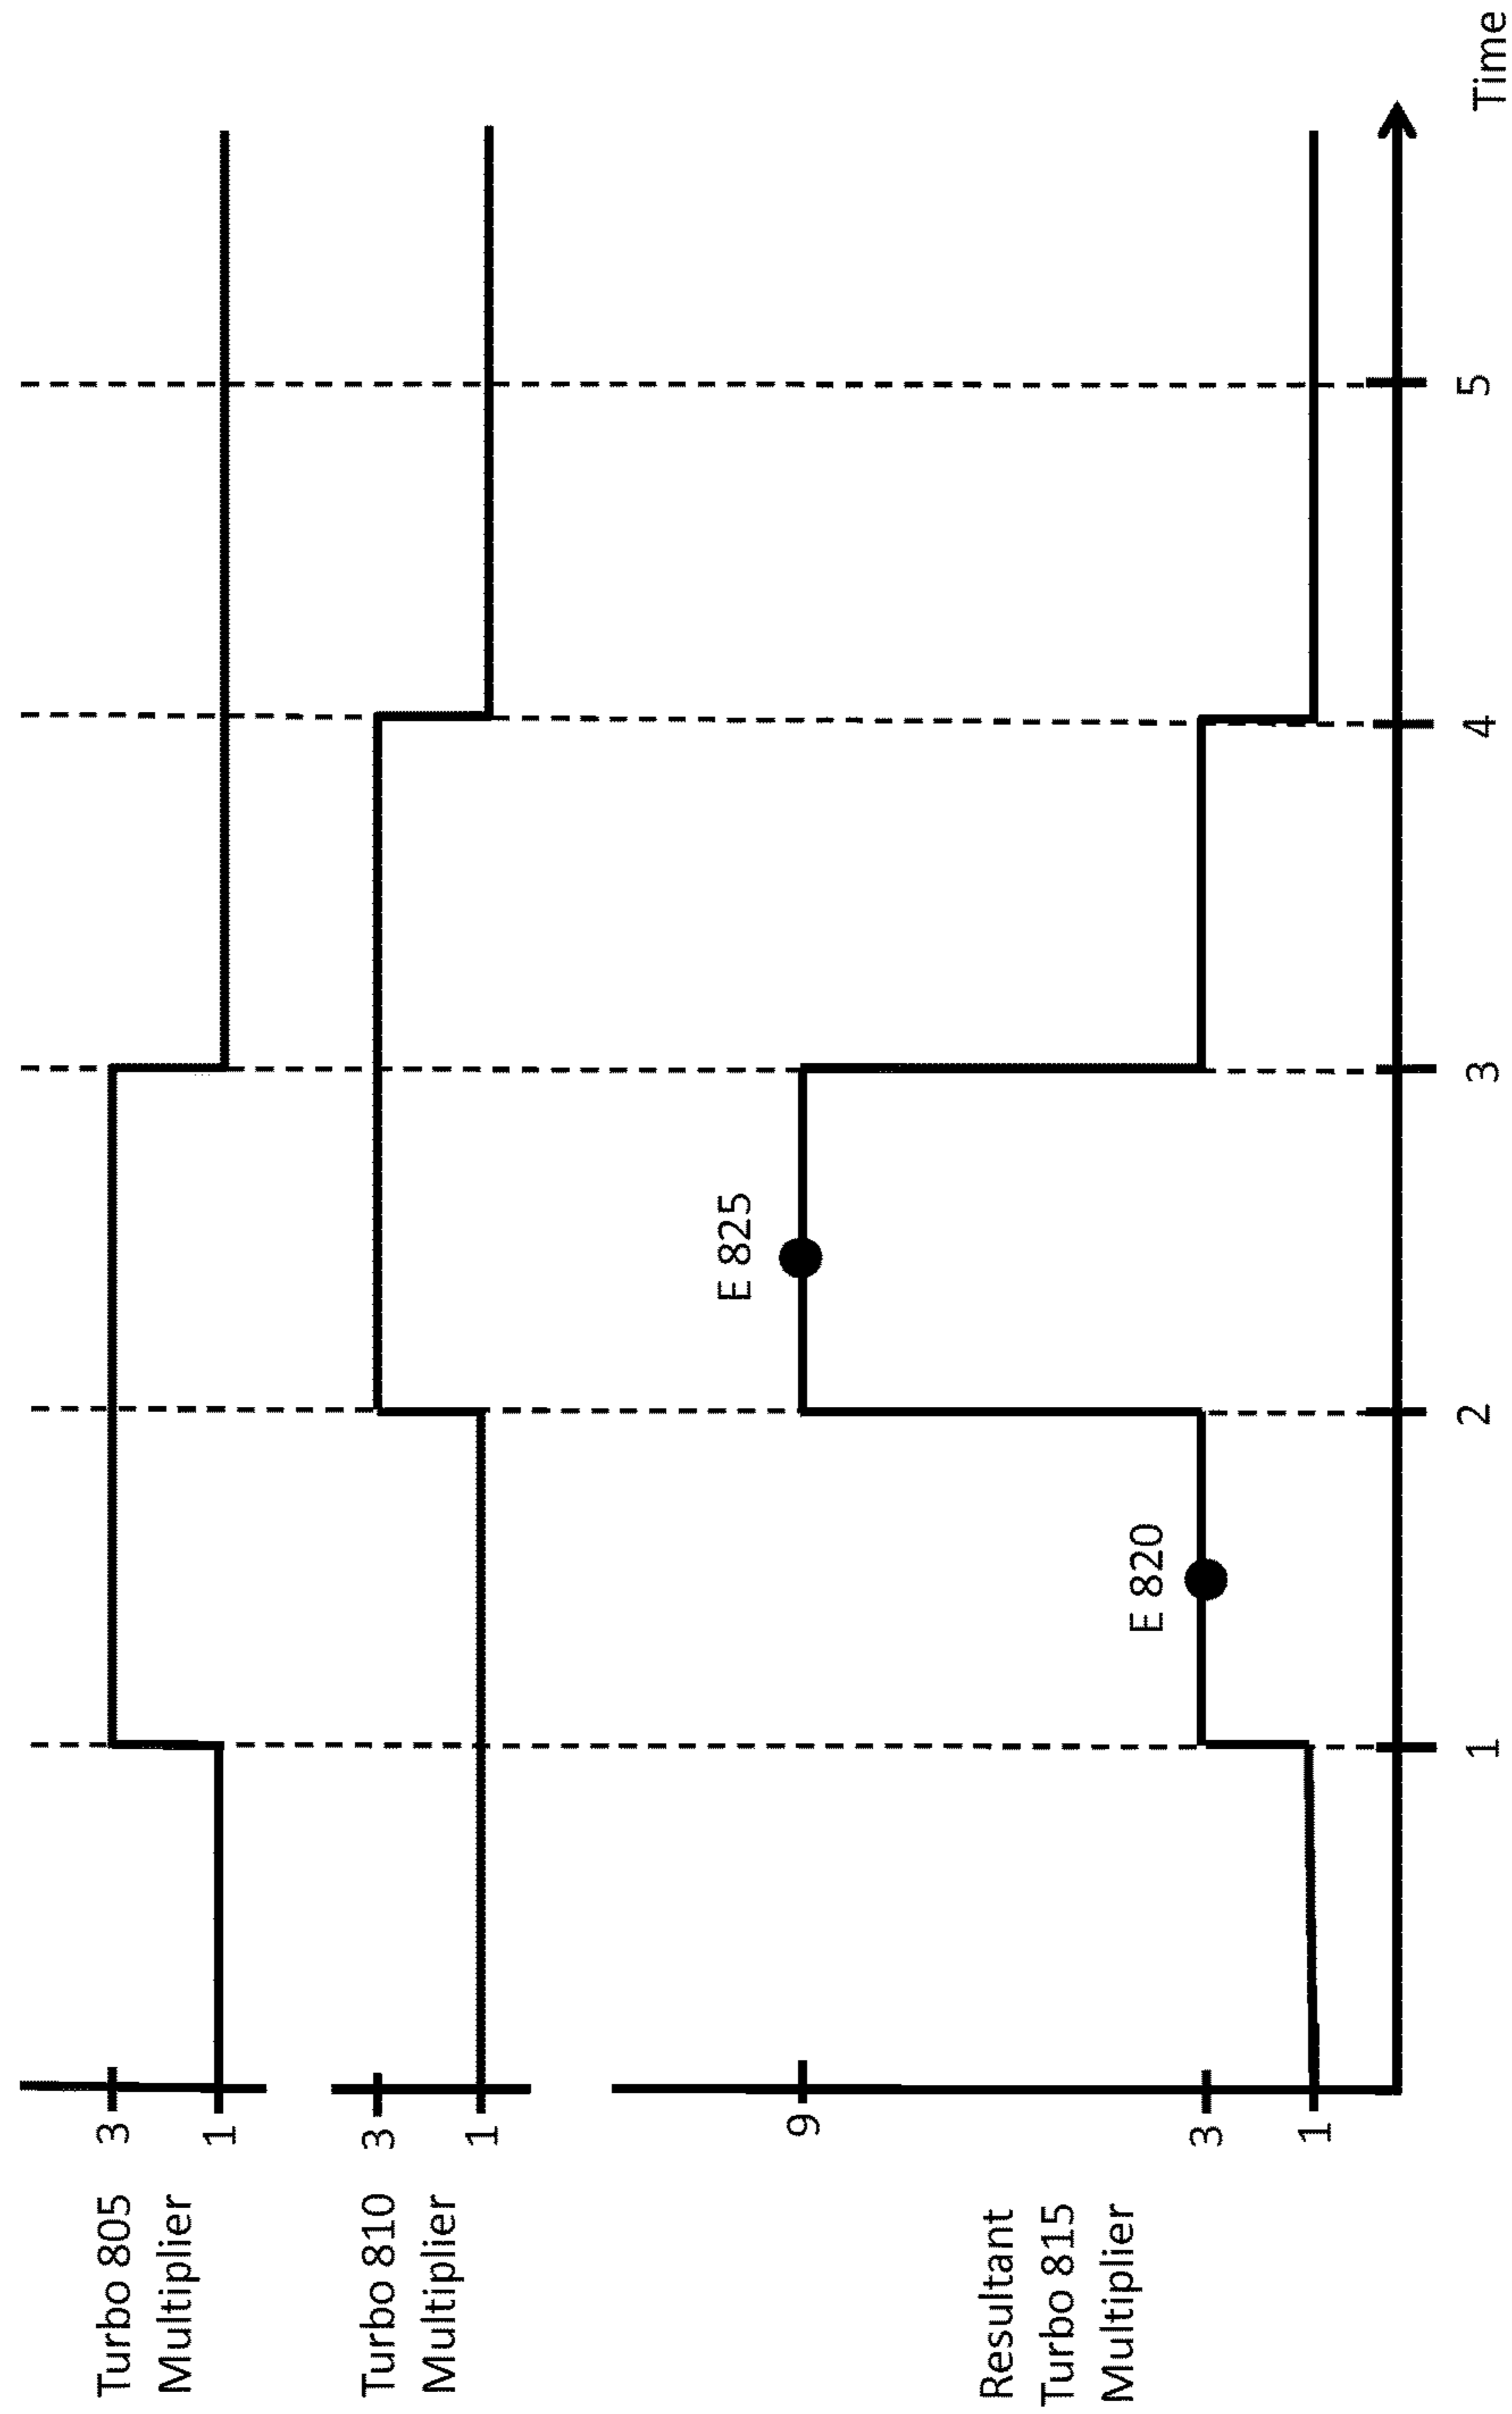 Turbo 805
Multiplier
3
1
Turbo 810
Multiplier
3
1
Resultant
Turbo 815
Multiplier
9
3
1
E 825
E 820
1
2
3
4
5
Time